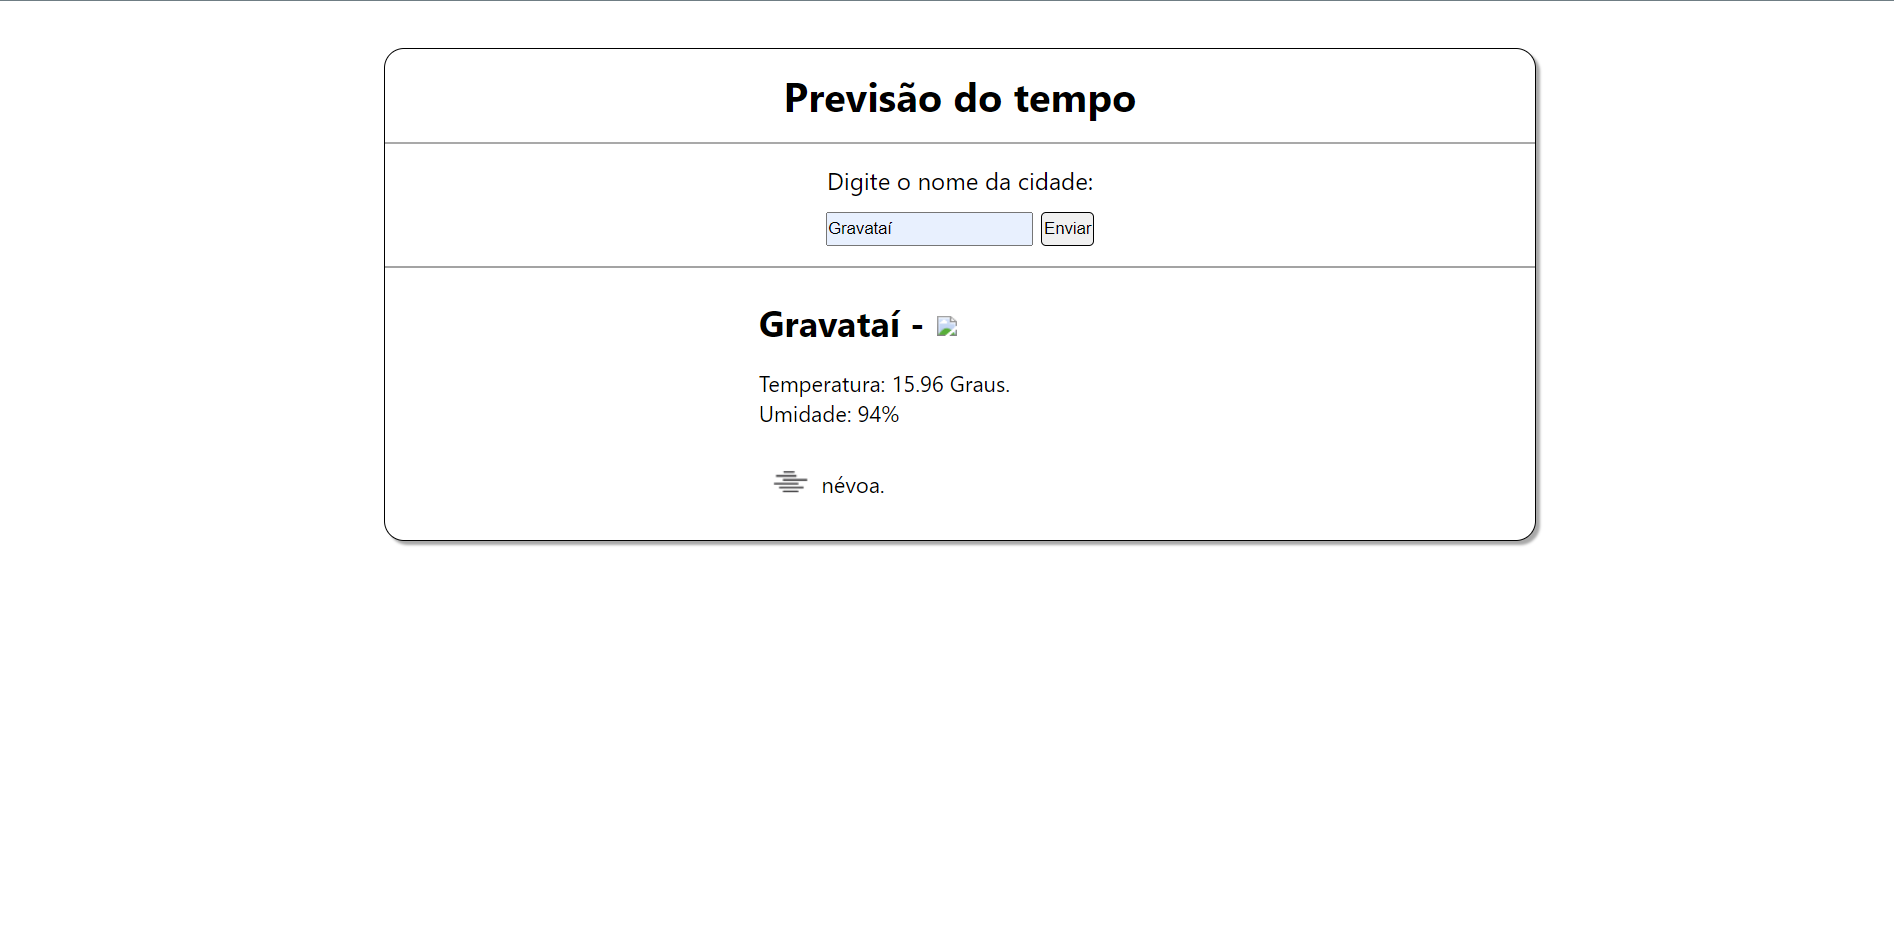 Previsão do tempo
Digite o nome da cidade:
Gravataí Enviar
Gravataí -
Temperatura: 15.96 Graus.
Umidade: 94%
névoa.